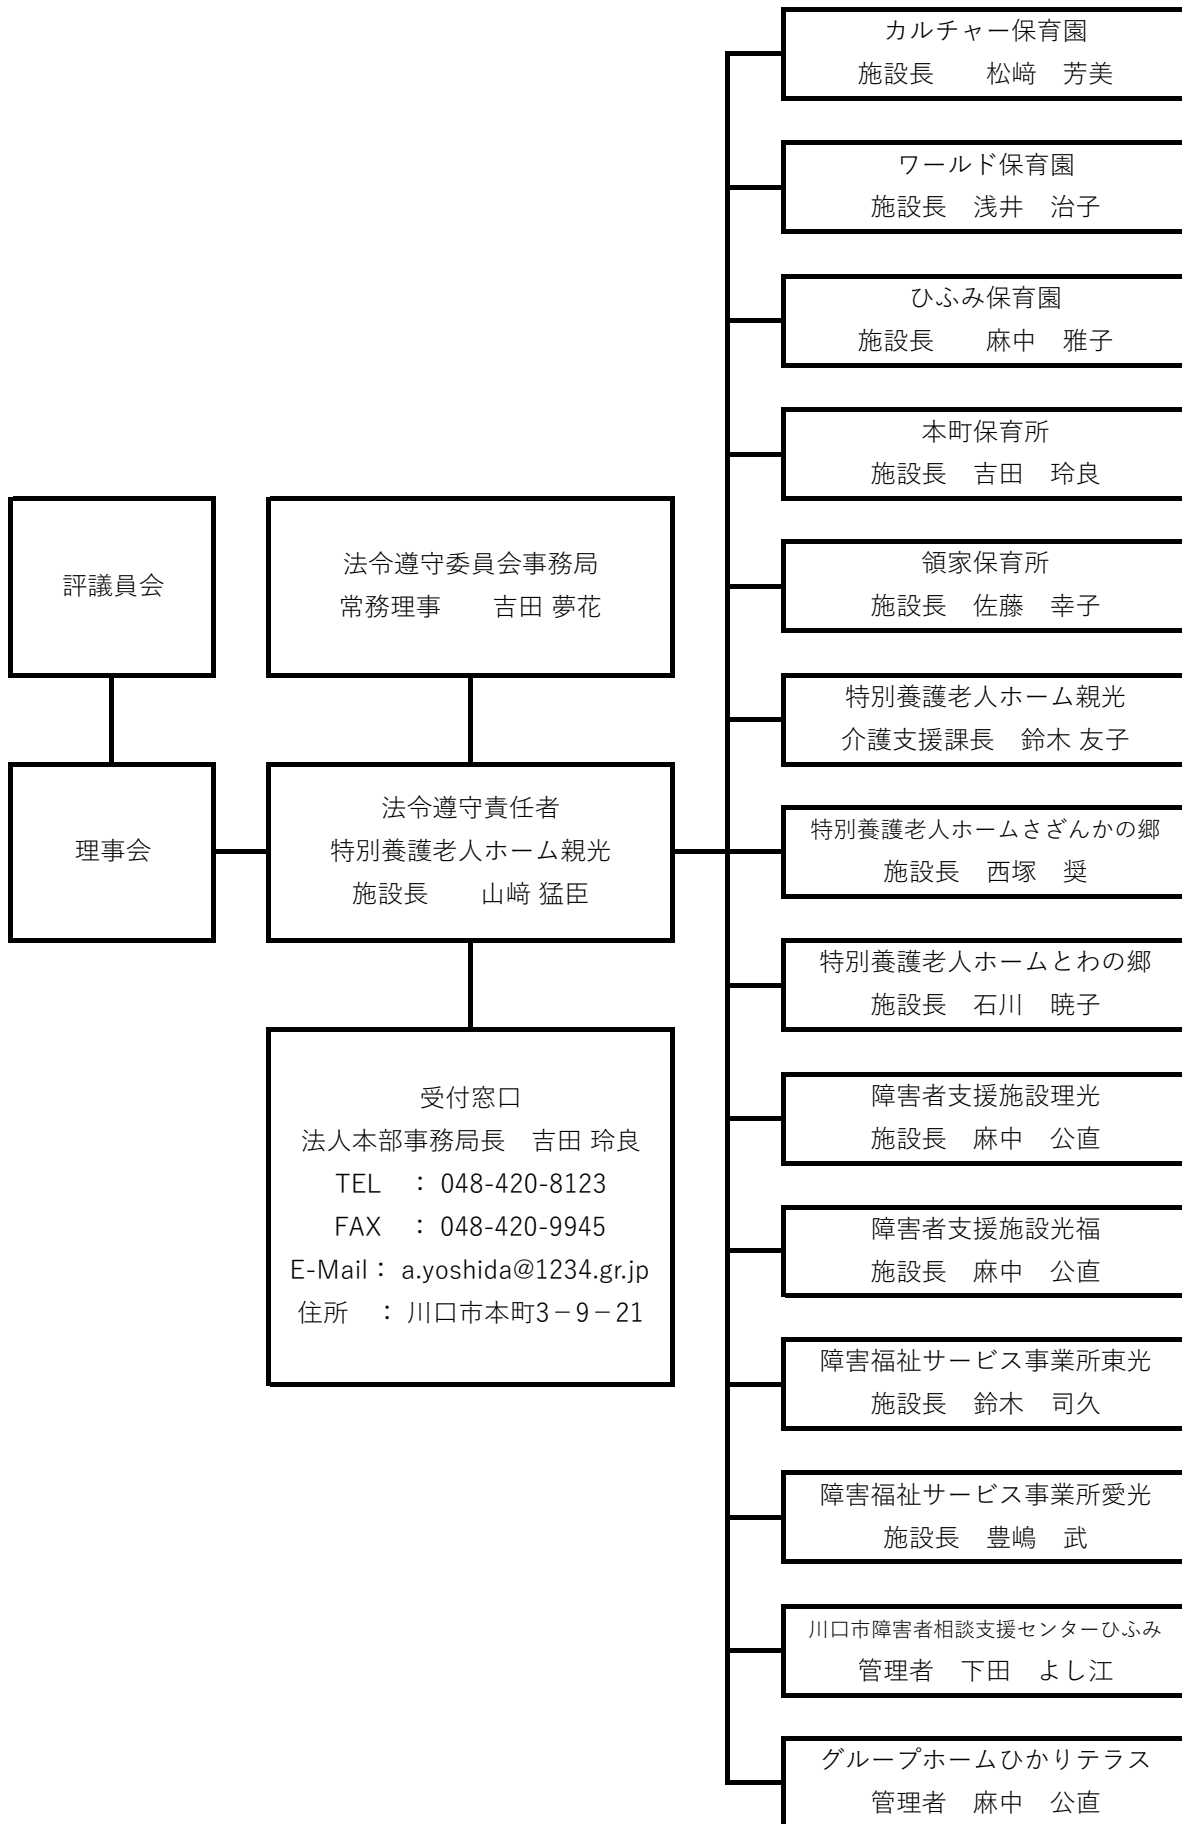 評議員会
理事会
法令遵守委員会事務局
常務理事　　吉田 夢花
法令遵守責任者
特別養護老人ホーム親光
施設長　　山﨑 猛臣
受付窓口
法人本部事務局長　吉田 玲良
TEL　： 048-420-8123
FAX　： 048-420-9945
E-Mail： a.yoshida@1234.gr.jp
住所　： 川口市本町3－9－21
カルチャー保育園
施設長　　松﨑　芳美
ワールド保育園
施設長　浅井　治子
ひふみ保育園
施設長　　麻中　雅子
本町保育所
施設長　吉田　玲良
領家保育所
施設長　佐藤　幸子
特別養護老人ホーム親光
介護支援課長　鈴木 友子
特別養護老人ホームさざんかの郷
施設長　西塚　奨
特別養護老人ホームとわの郷
施設長　石川　暁子
障害者支援施設理光
施設長　麻中　公直
障害者支援施設光福
施設長　麻中　公直
障害福祉サービス事業所東光
施設長　鈴木　司久
障害福祉サービス事業所愛光
施設長　豊嶋　武
川口市障害者相談支援センターひふみ
管理者　下田　よし江
グループホームひかりテラス
管理者　麻中　公直